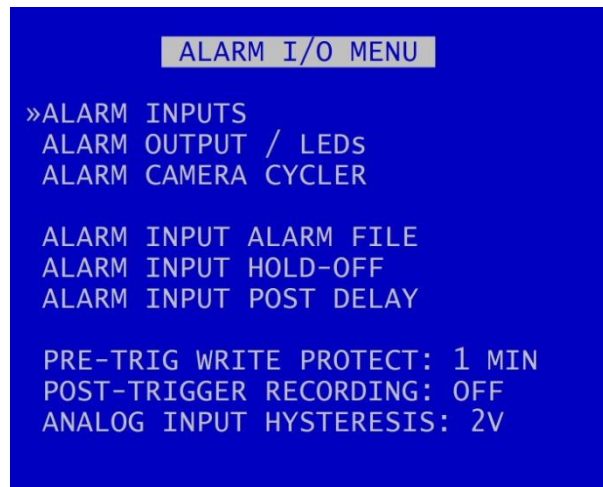 ALARM I/O MENU
»ALARM INPUTS
ALARM OUTPUT / LEDs
ALARM CAMERA CYCLER
ALARM INPUT ALARM FILE
ALARM INPUT HOLD-OFF
ALARM INPUT POST DELAY
PRE-TRIG WRITE PROTECT: 1 MIN
POST-TRIGGER RECORDING: OFF
ANALOG INPUT HYSTERESIS: 2V